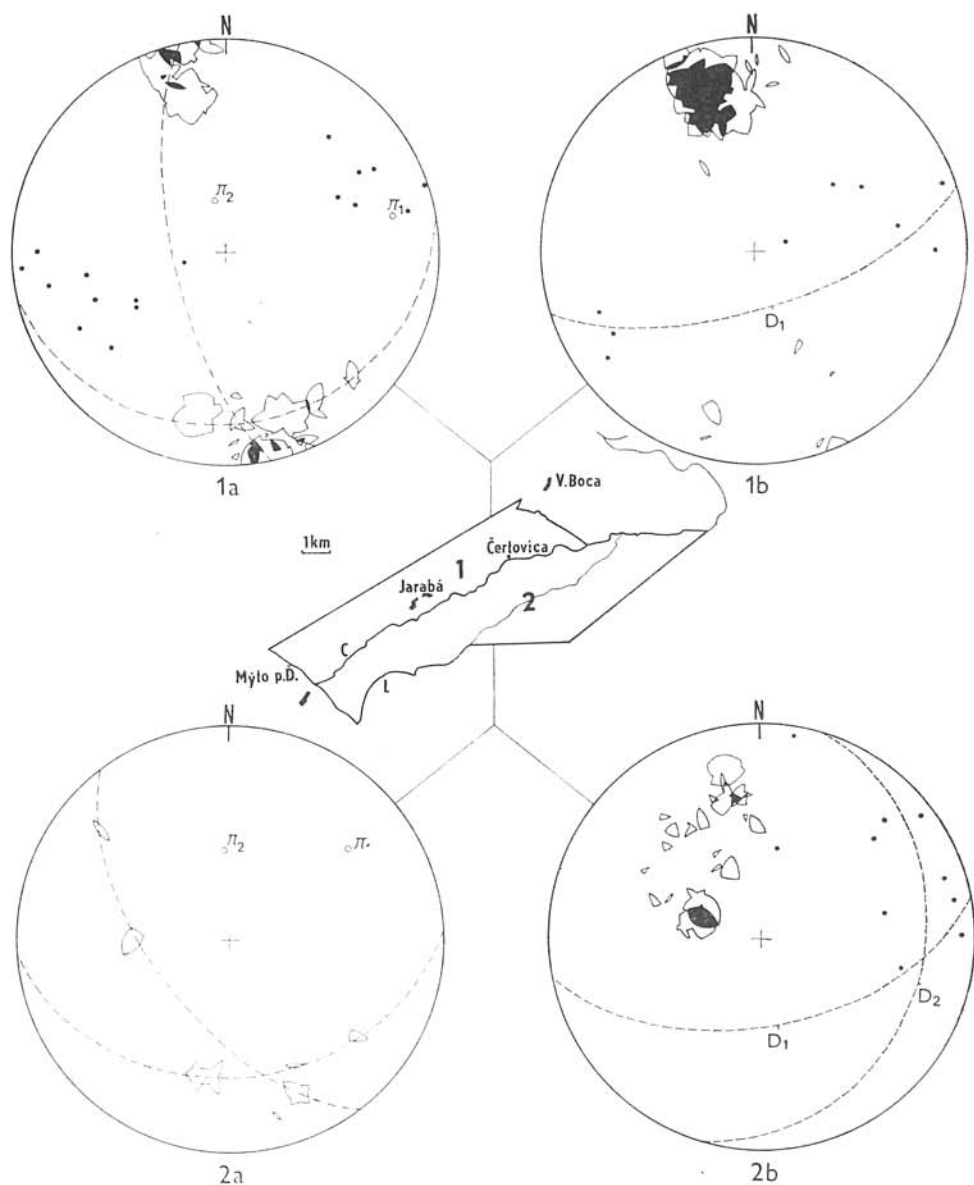 N
N
π₂
π₁
D₁
1a
1b
V.Boca
1km
Čertovica
1
Jarabá
2
C
Mýto p.Ď.
L
N
N
π₂
π.
D₁
D₂
2a
2b